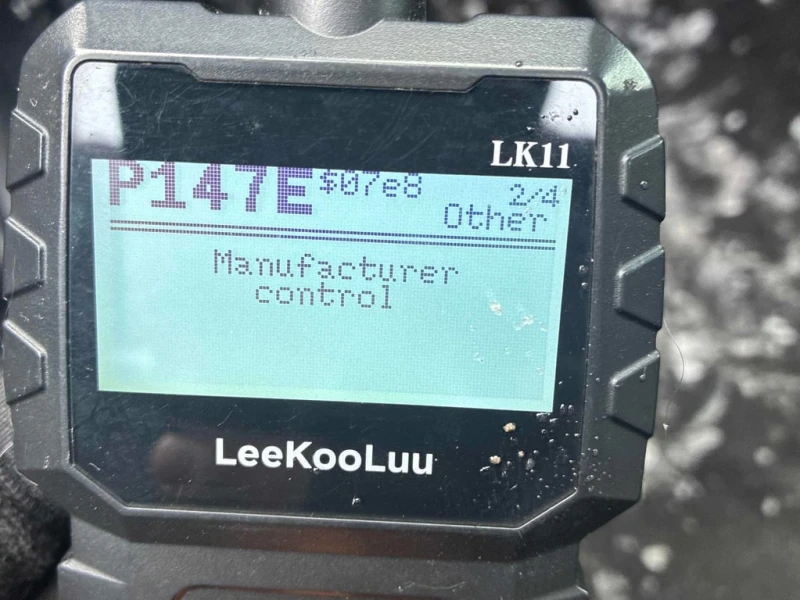 LK11
P147E $07e8 2/4
Other
Manufacturer
control
LeeKooLuu